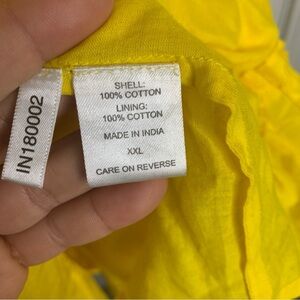 IN180002
SHELL:
100% COTTON
LINING:
100% COTTON
MADE IN INDIA
XXL
CARE ON REVERSE